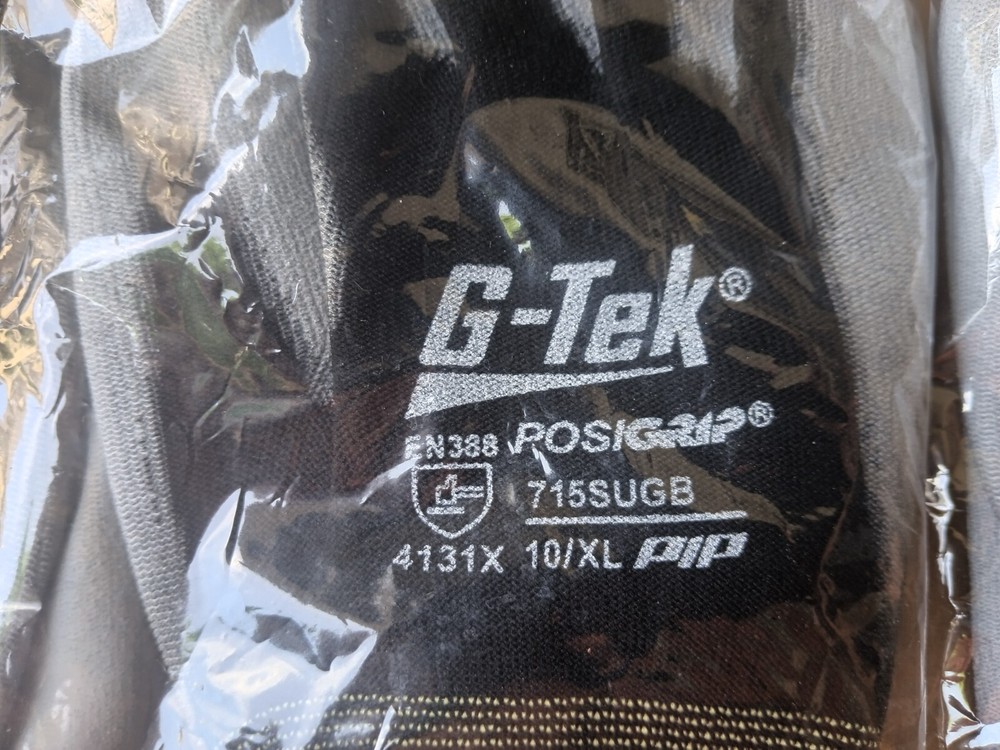 G-Tek®
EN388 POSIGRIP®
715SUGB
4131X 10/XL PIP